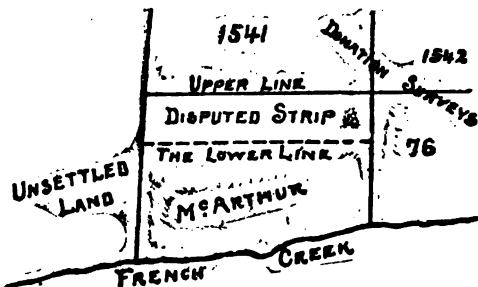 1541
1542
DONATION SURVEYS
UPPER LINE
DISPUTED STRIP
THE LOWER LINE
76
UNSETTLED
LAND
McARTHUR
FRENCH CREEK